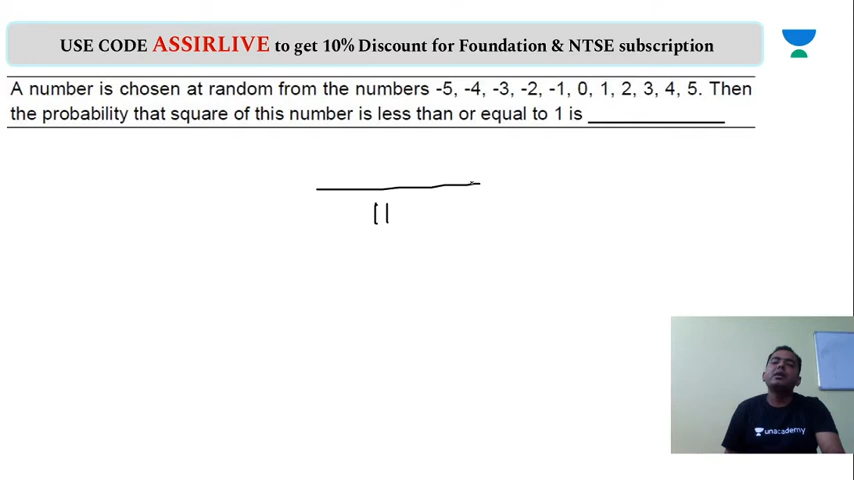 USE CODE ASSIRLIVE to get 10% Discount for Foundation & NTSE subscription
A number is chosen at random from the numbers -5, -4, -3, -2, -1, 0, 1, 2, 3, 4, 5. Then
the probability that square of this number is less than or equal to 1 is ____________
11
unacademy